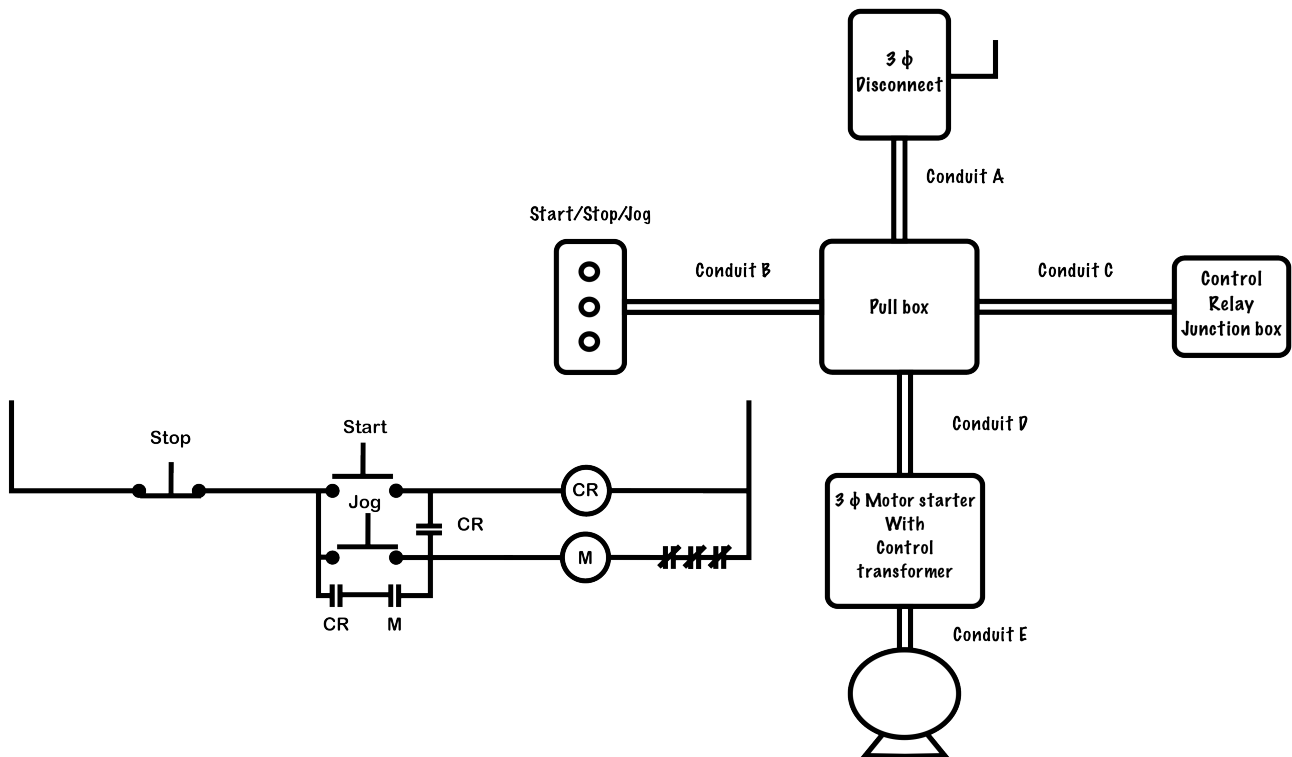 3 ϕ
Disconnect
Conduit A
Start/Stop/Jog
Conduit B
Pull box
Conduit C
Control
Relay
Junction box
Conduit D
3 ϕ Motor starter
With
Control
transformer
Conduit E
Stop
Start
Jog
CR
CR
M
CR
M